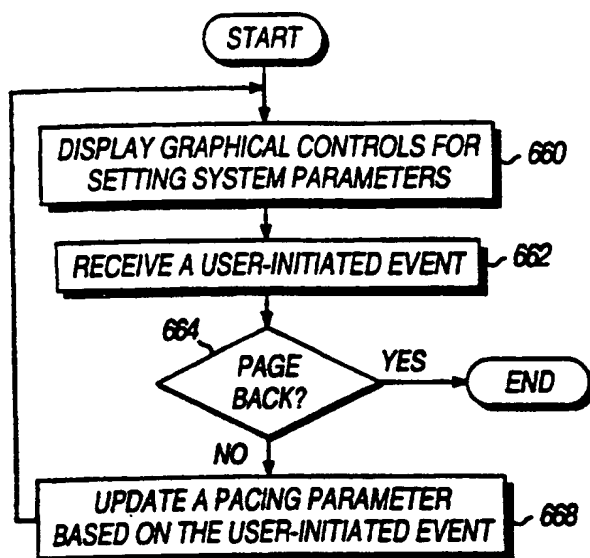 START
DISPLAY GRAPHICAL CONTROLS FOR
SETTING SYSTEM PARAMETERS
660
RECEIVE A USER-INITIATED EVENT
662
664
PAGE
BACK?
YES
END
NO
UPDATE A PACING PARAMETER
BASED ON THE USER-INITIATED EVENT
668